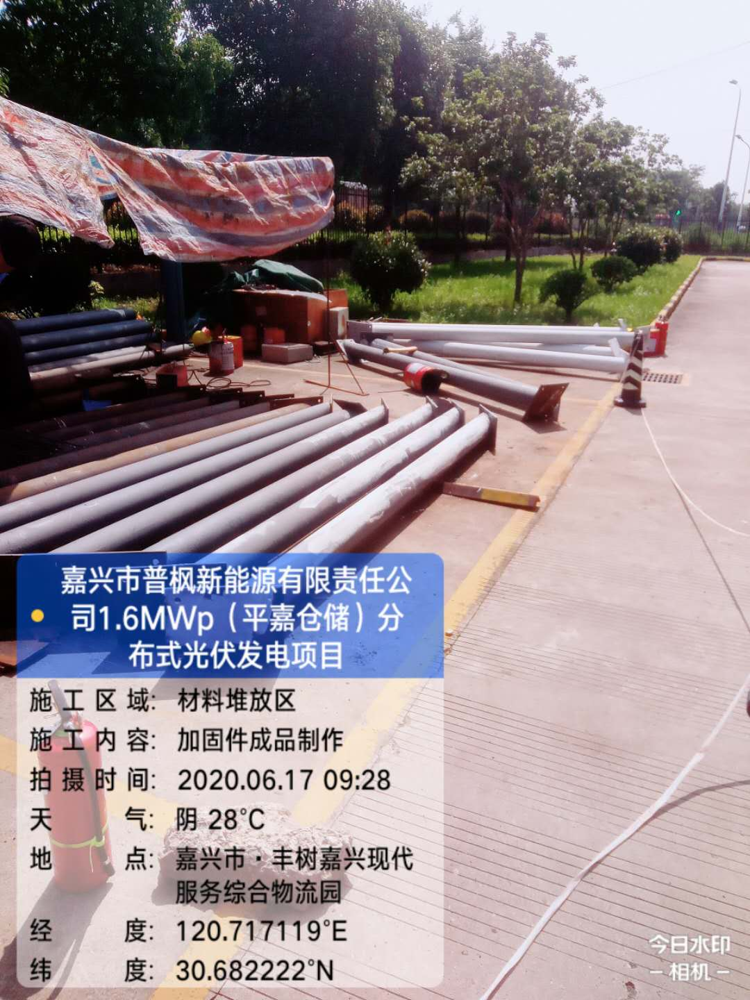 嘉兴市普枫新能源有限责任公
司1.6MWp（平嘉仓储）分
布式光伏发电项目
施工区域: 材料堆放区
施工内容: 加固件成品制作
拍摄时间: 2020.06.17 09:28
天气: 阴 28°C
地点: 嘉兴市·丰树嘉兴现代
服务综合物流园
经度: 120.717119°E
纬度: 30.682222°N
今日水印
相机